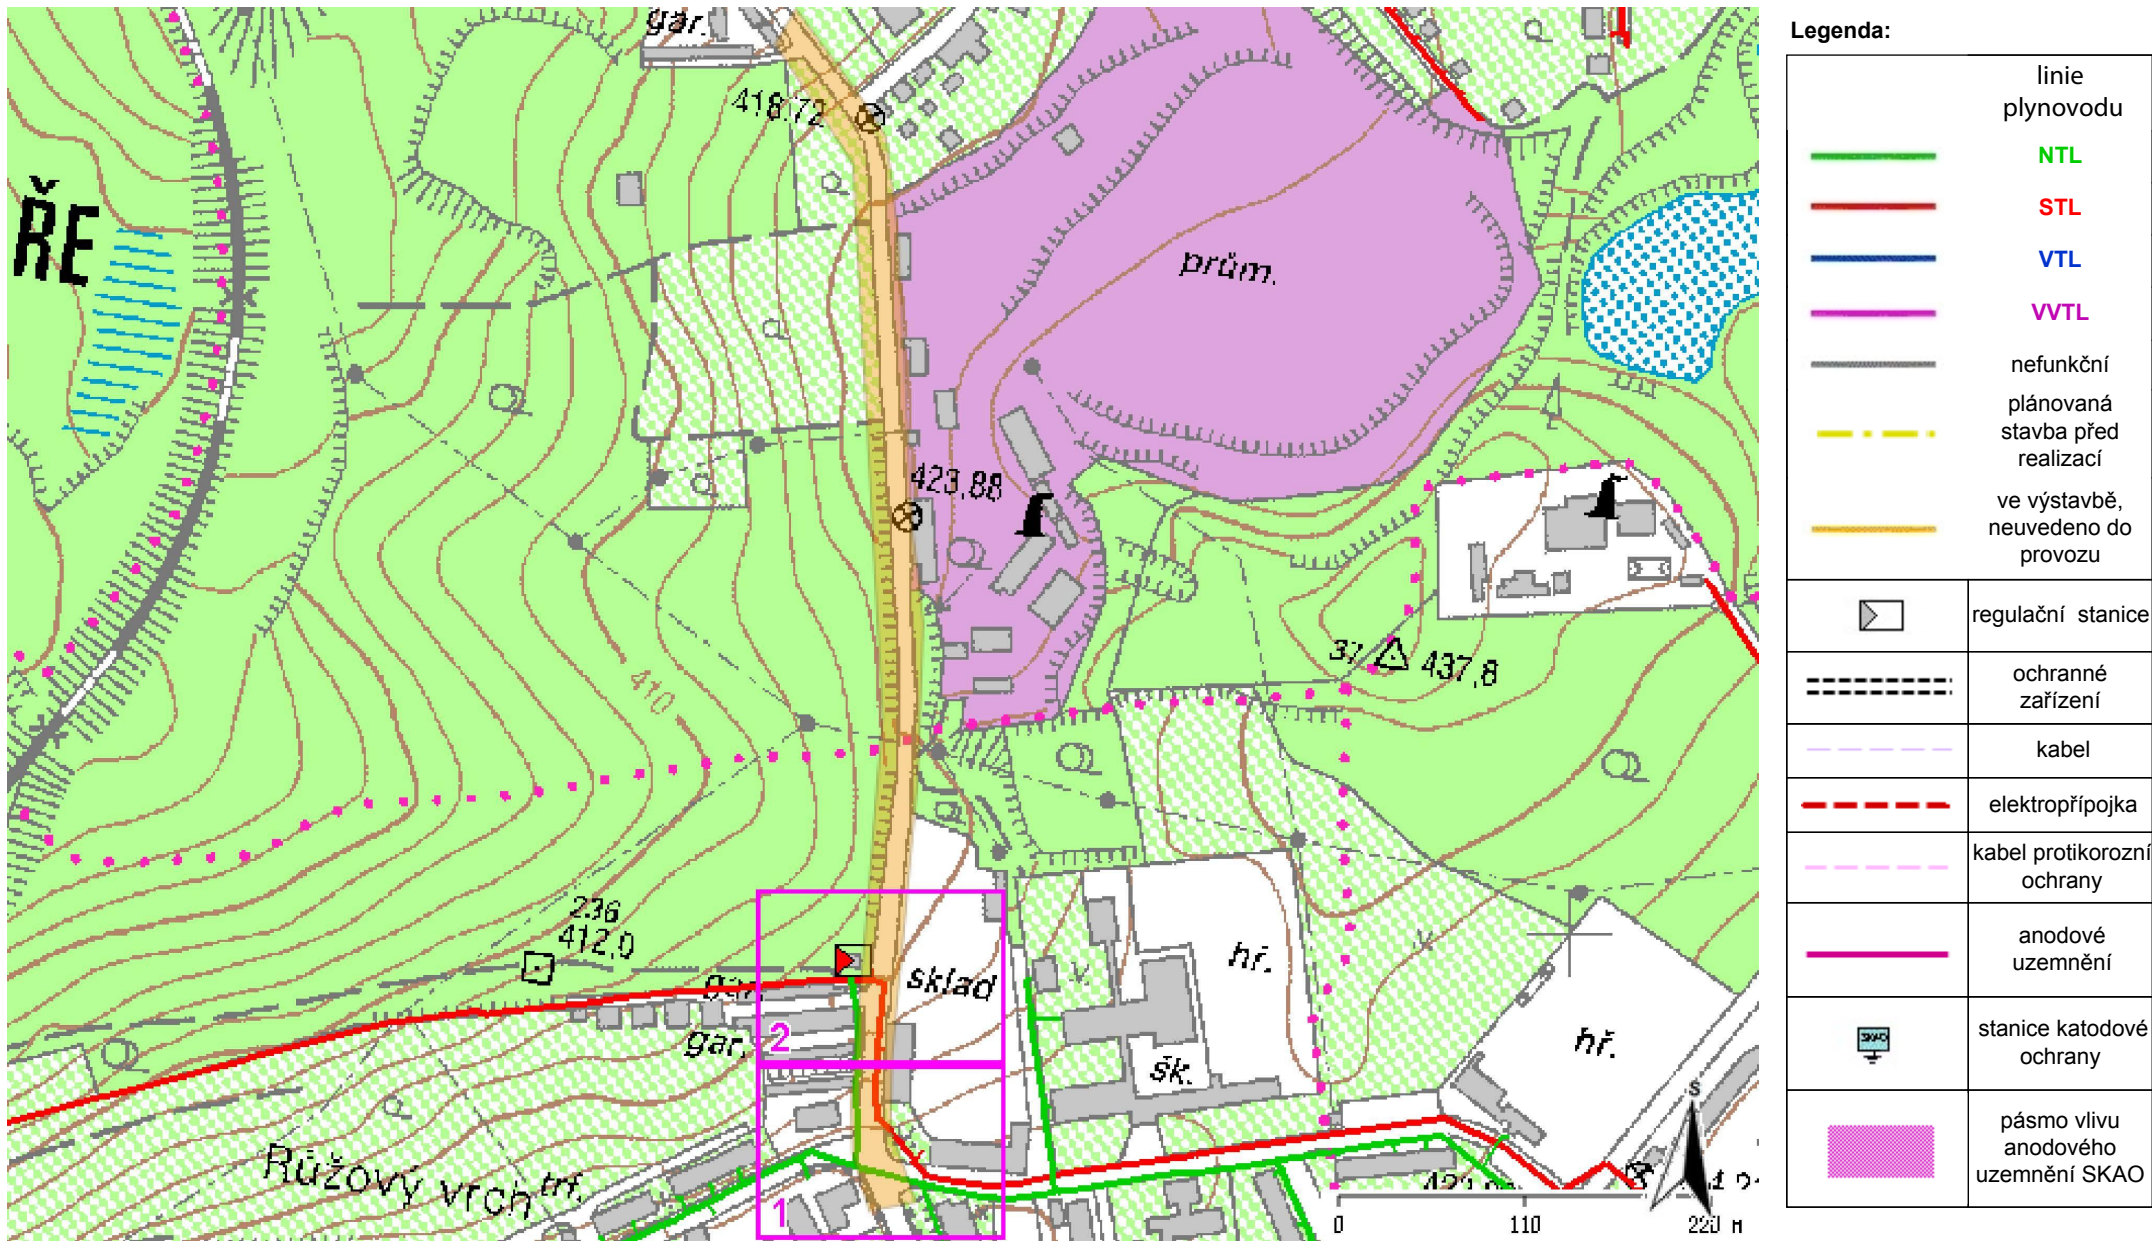 gar.
418.72
ŘE
prům.
423,88
37 437,8
410
236
412,0
sklad
gar.
2
hř.
šk.
hř.
Růžový vrch
trf.
1
S
0 110 220 M
Legenda:
linie
plynovodu
NTL
STL
VTL
VVTL
nefunkční
plánovaná
stavba před
realizací
ve výstavbě,
neuvedeno do
provozu
regulační stanice
ochranné
zařízení
kabel
elektropřípojka
kabel protikorozní
ochrany
anodové
uzemnění
SKAO
stanice katodové
ochrany
pásmo vlivu
anodového
uzemnění SKAO